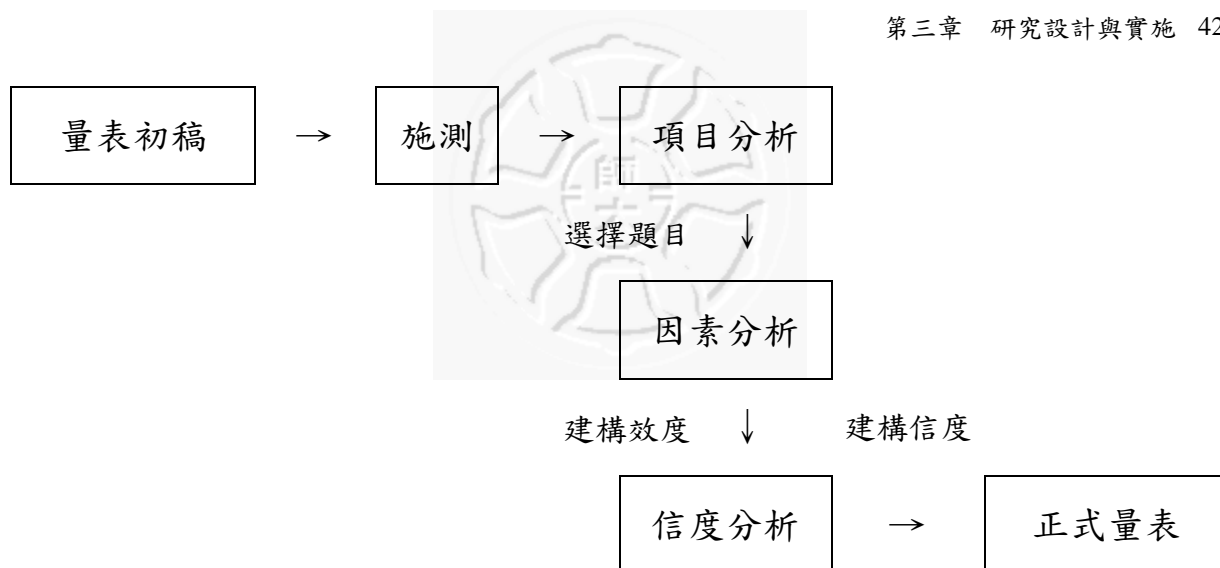 第三章 研究設計與實施 42
量表初稿 → 施測 → 項目分析
選擇題目 ↓
因素分析
建構效度 ↓ 建構信度
信度分析 → 正式量表